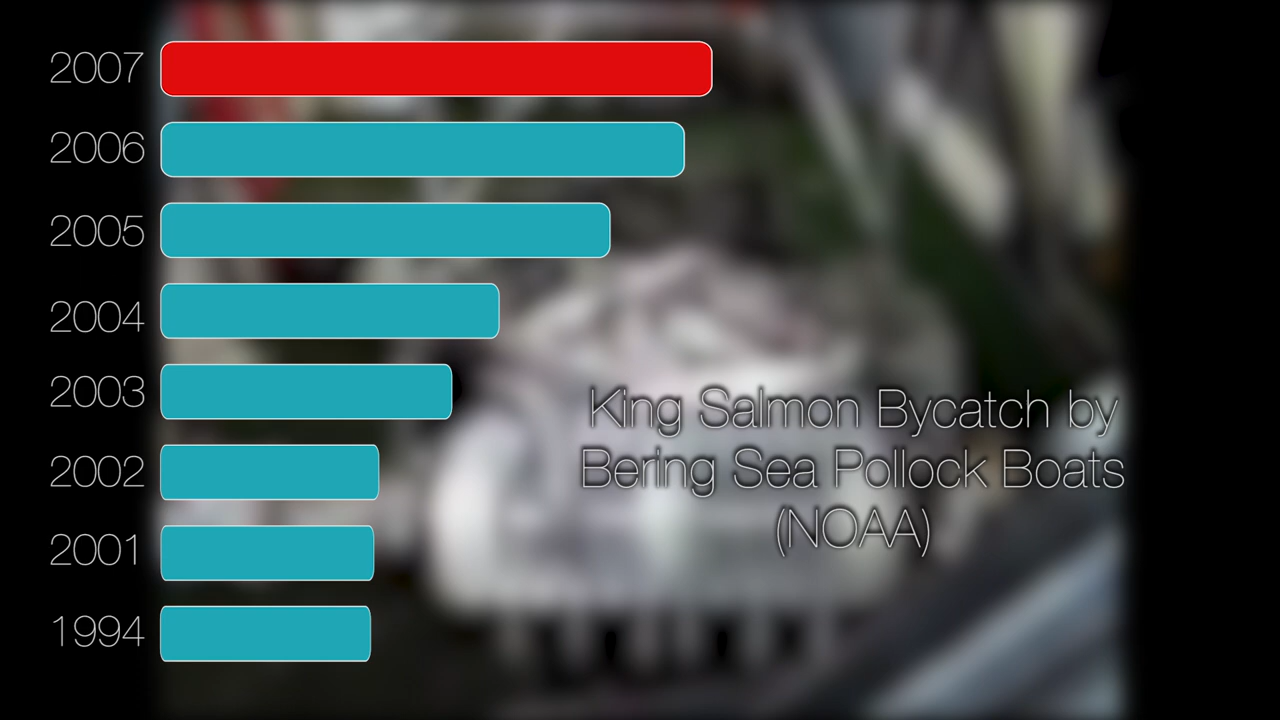 2007
2006
2005
2004
2003
2002
2001
1994
King Salmon Bycatch by
Bering Sea Pollock Boats
(NOAA)